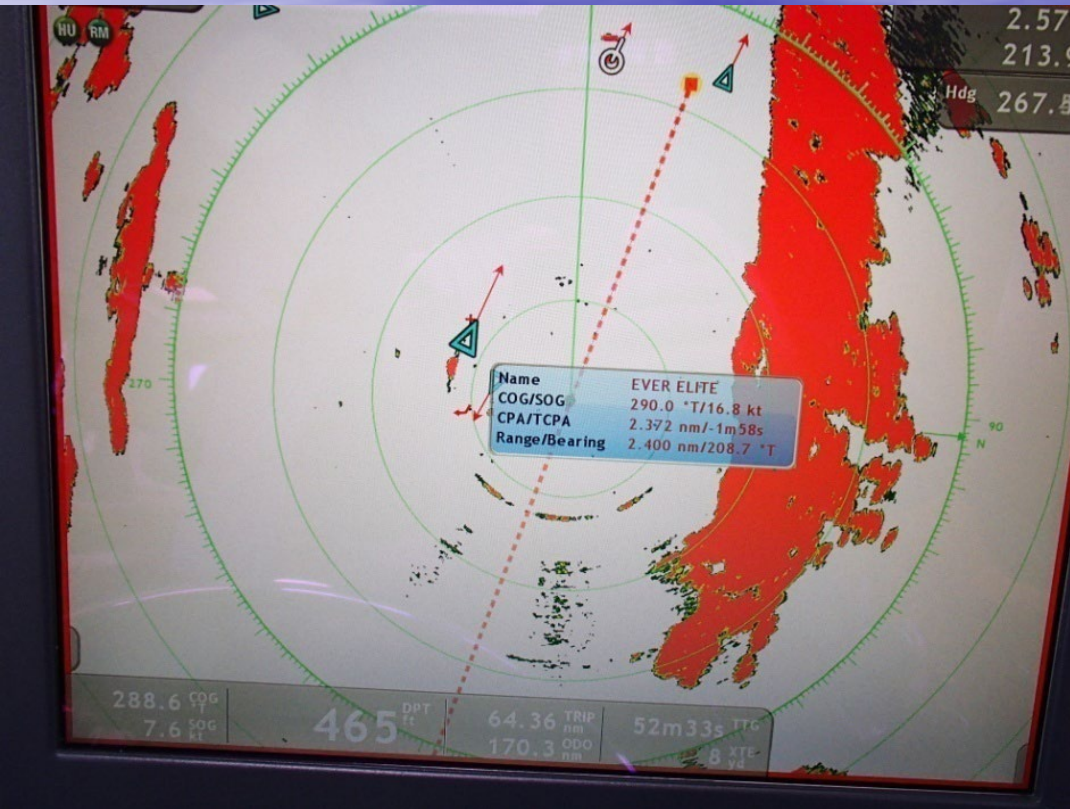 HU RM
2.57
213.9
Hdg 267.
270
Name EVER ELITE
COG/SOG 290.0 °T/16.8 kt
CPA/TCPA 2.372 nm/-1m58s
Range/Bearing 2.400 nm/208.7 °T
90
N
288.6 COG °T
7.6 SOG kt
465 DPT ft
64.36 TRIP nm
170.3 ODO nm
52m33s TTG
8 XTE yd